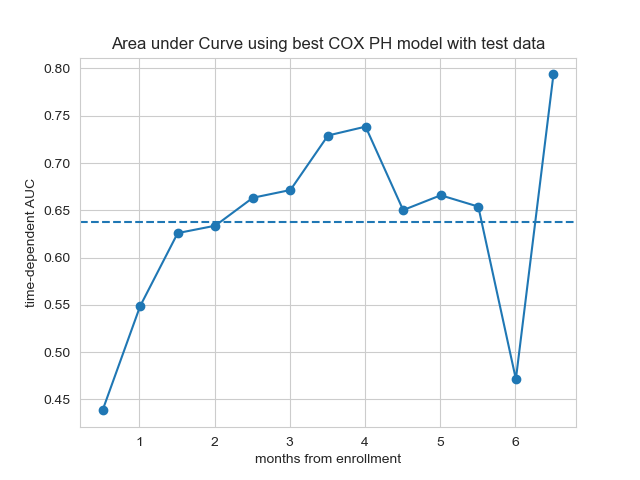 Area under Curve using best COX PH model with test data
time-dependent AUC
0.80
0.75
0.70
0.65
0.60
0.55
0.50
0.45
1 2 3 4 5 6
months from enrollment